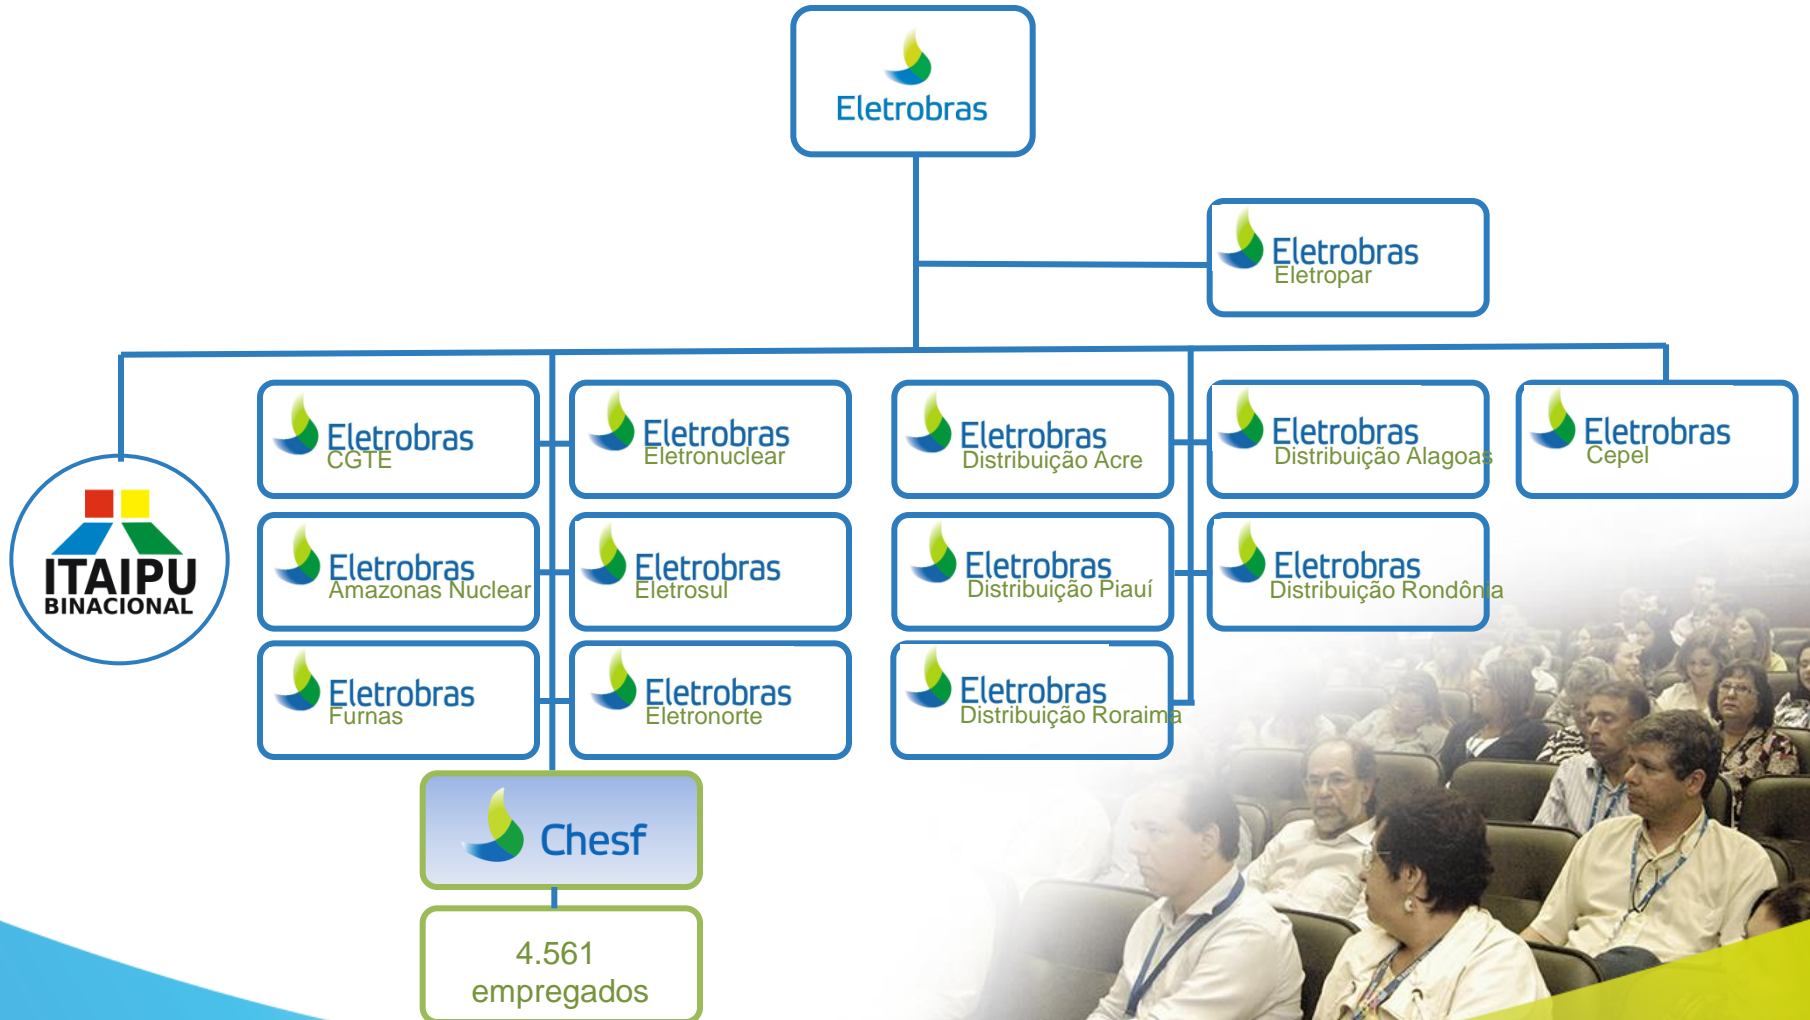 Eletrobras
Eletrobras
Eletropar
Eletrobras
CGTE
Eletrobras
Eletronuclear
Eletrobras
Distribuição Acre
Eletrobras
Distribuição Alagoas
Eletrobras
Cepel
ITAIPU
BINACIONAL
Eletrobras
Amazonas Nuclear
Eletrobras
Eletrosul
Eletrobras
Distribuição Piauí
Eletrobras
Distribuição Rondônia
Eletrobras
Furnas
Eletrobras
Eletronorte
Eletrobras
Distribuição Roraima
Chesf
4.561
empregados